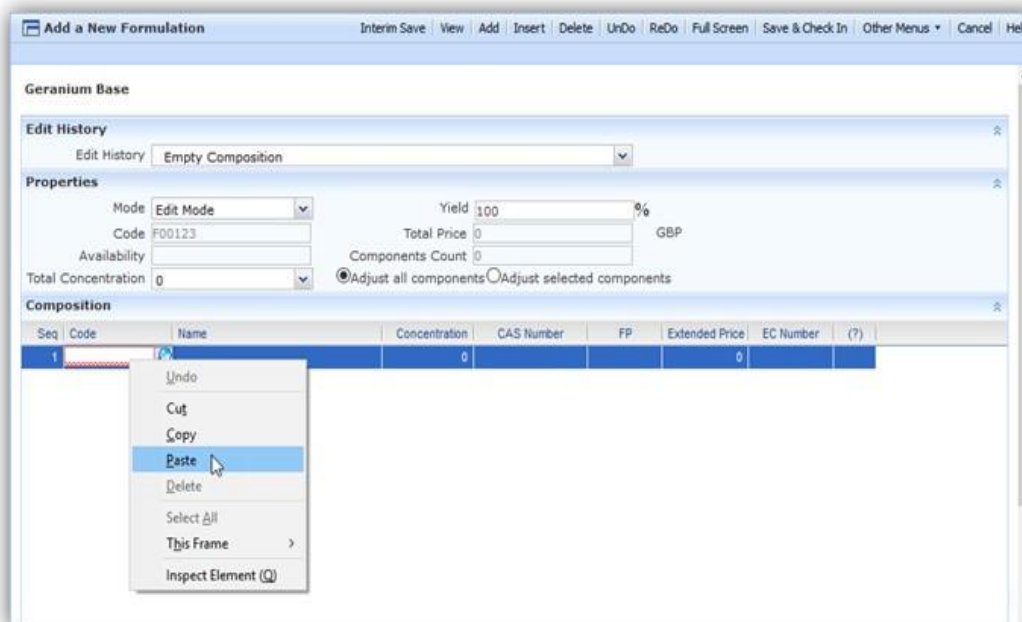 Add a New Formulation Interim Save View Add Insert Delete UnDo ReDo Full Screen Save & Check In Other Menus Cancel Hel
Geranium Base
Edit History
Edit History Empty Composition
Properties
Mode Edit Mode Yield 100 %
Code F00123 Total Price 0 GBP
Availability Components Count 0
Total Concentration 0 Adjust all components Adjust selected components
Composition
Seq Code Name Concentration CAS Number FP Extended Price EC Number (?)
1 0 0
Undo
Cut
Copy
Paste
Delete
Select All
This Frame
Inspect Element (Q)